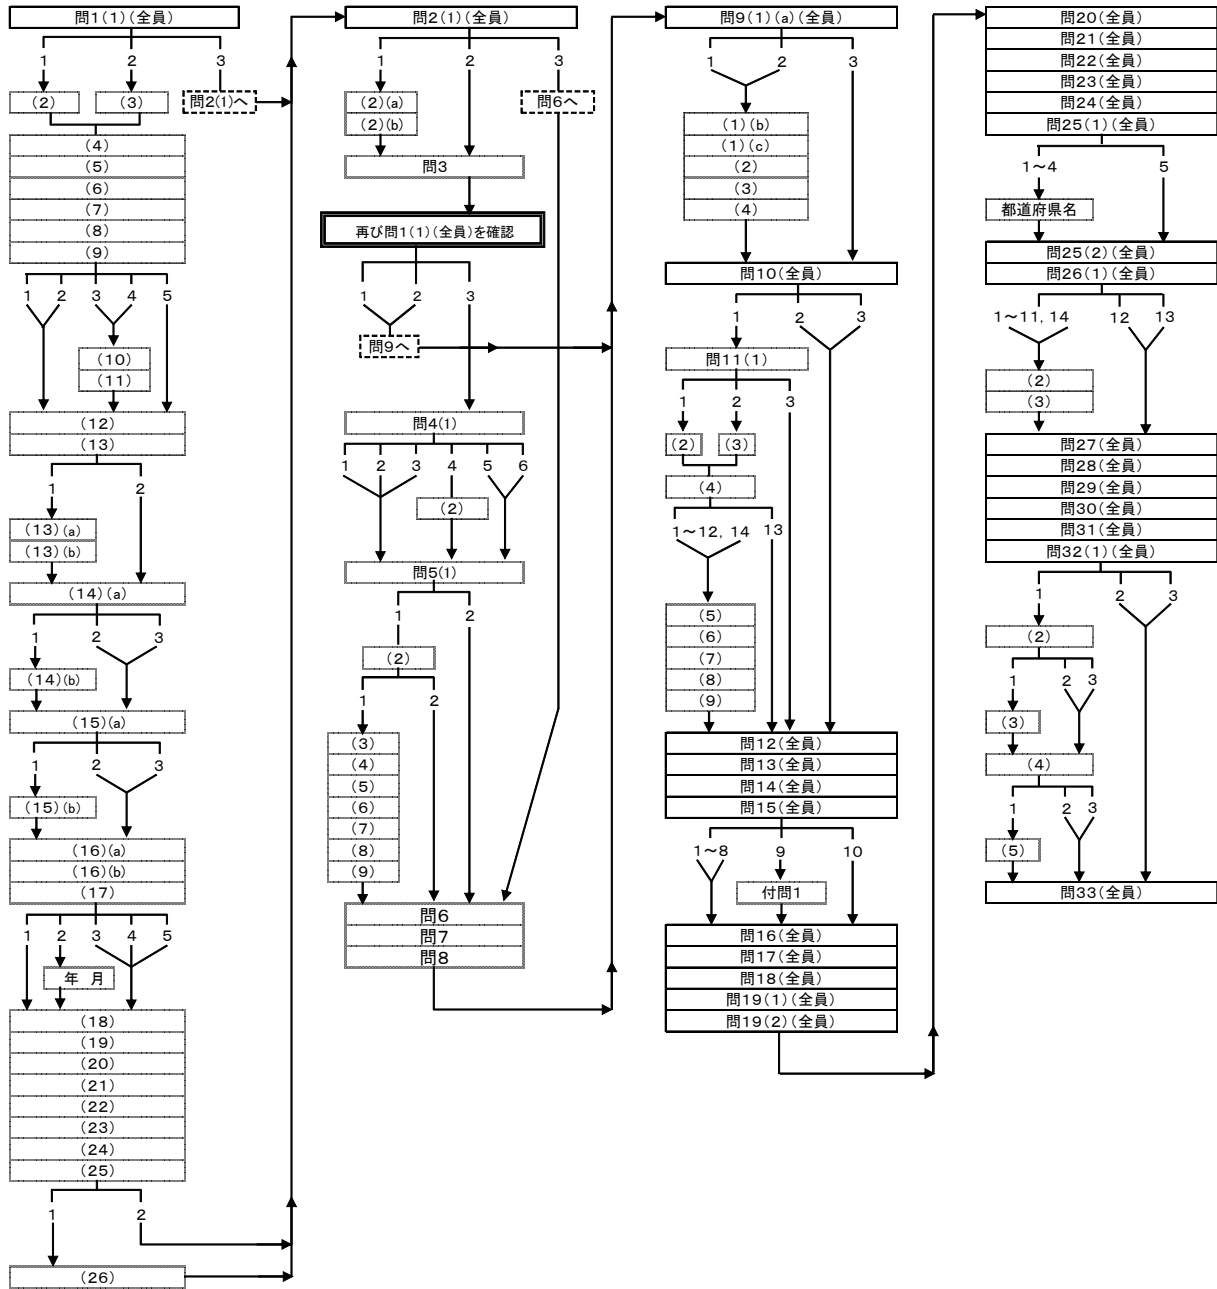 問1(1)(全員)
1 2 3
(2) (3) 問2(1)へ
(4)
(5)
(6)
(7)
(8)
(9)
1 2 3 4 5
(10)
(11)
(12)
(13)
1 2
(13)(a)
(13)(b)
(14)(a)
1 2 3
(14)(b)
(15)(a)
1 2 3
(15)(b)
(16)(a)
(16)(b)
(17)
1 2 3 4 5
年 月
(18)
(19)
(20)
(21)
(22)
(23)
(24)
(25)
1 2
(26)
問2(1)(全員)
1 2 3
(2)(a) 問6へ
(2)(b)
問3
再び問1(1)(全員)を確認
1 2 3
問9へ
問4(1)
1 2 3 4 5 6
(2)
問5(1)
1 2
(2)
1 2
(3)
(4)
(5)
(6)
(7)
(8)
(9)
問6
問7
問8
問9(1)(a)(全員)
1 2 3
(1)(b)
(1)(c)
(2)
(3)
(4)
問10(全員)
1 2 3
問11(1)
1 2 3
(2) (3)
(4)
1~12, 14 13
(5)
(6)
(7)
(8)
(9)
問12(全員)
問13(全員)
問14(全員)
問15(全員)
1~8 9 10
付問1
問16(全員)
問17(全員)
問18(全員)
問19(1)(全員)
問19(2)(全員)
問20(全員)
問21(全員)
問22(全員)
問23(全員)
問24(全員)
問25(1)(全員)
1~4 5
都道府県名
問25(2)(全員)
問26(1)(全員)
1~11, 14 12 13
(2)
(3)
問27(全員)
問28(全員)
問29(全員)
問30(全員)
問31(全員)
問32(1)(全員)
1 2 3
(2)
1 2 3
(3)
(4)
1 2 3
(5)
問33(全員)